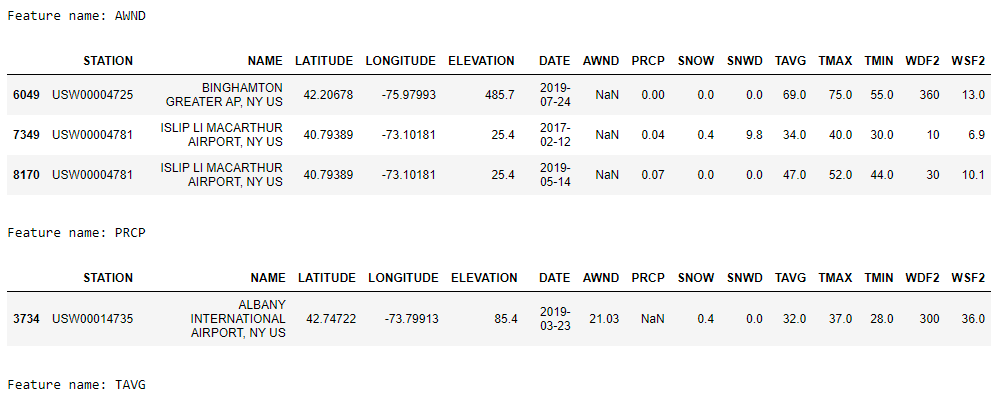 Feature name: AWND
STATION NAME LATITUDE LONGITUDE ELEVATION DATE AWND PRCP SNOW SNWD TAVG TMAX TMIN WDF2 WSF2
6049 USW00004725 BINGHAMTON GREATER AP, NY US 42.20678 -75.97993 485.7 2019-07-24 NaN 0.00 0.0 0.0 69.0 75.0 55.0 360 13.0
7349 USW00004781 ISLIP LI MACARTHUR AIRPORT, NY US 40.79389 -73.10181 25.4 2017-02-12 NaN 0.04 0.4 9.8 34.0 40.0 30.0 10 6.9
8170 USW00004781 ISLIP LI MACARTHUR AIRPORT, NY US 40.79389 -73.10181 25.4 2019-05-14 NaN 0.07 0.0 0.0 47.0 52.0 44.0 30 10.1
Feature name: PRCP
STATION NAME LATITUDE LONGITUDE ELEVATION DATE AWND PRCP SNOW SNWD TAVG TMAX TMIN WDF2 WSF2
3734 USW00014735 ALBANY INTERNATIONAL AIRPORT, NY US 42.74722 -73.79913 85.4 2019-03-23 21.03 NaN 0.4 0.0 32.0 37.0 28.0 300 36.0
Feature name: TAVG